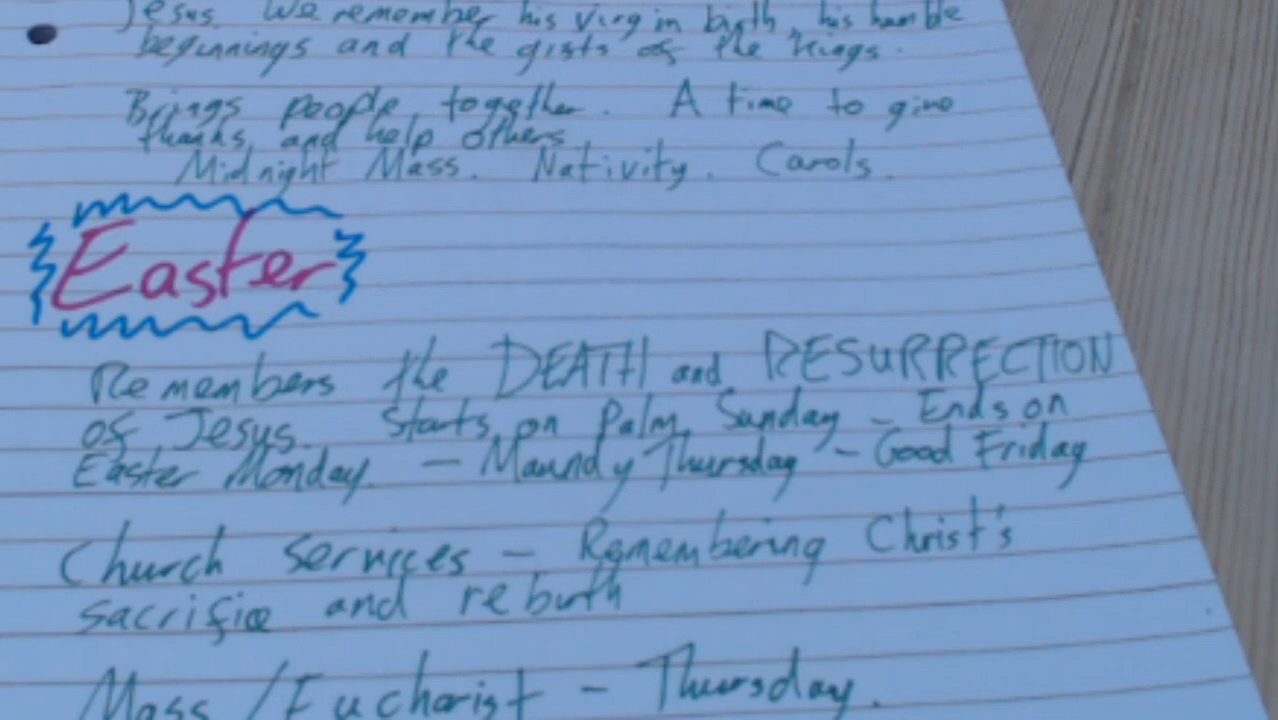 Jesus. We remember his virgin birth, his humble
beginnings and the gifts of the kings.
Brings people together. A time to give
thanks, and help others.
Midnight Mass. Nativity. Carols.
Easter
Remembers the DEATH and RESURRECTION
of Jesus. Starts on Palm Sunday – Ends on
Easter Monday. – Maundy Thursday – Good Friday
Church services – Remembering Christ's
sacrifice and rebirth
Mass / Eucharist – Thursday.